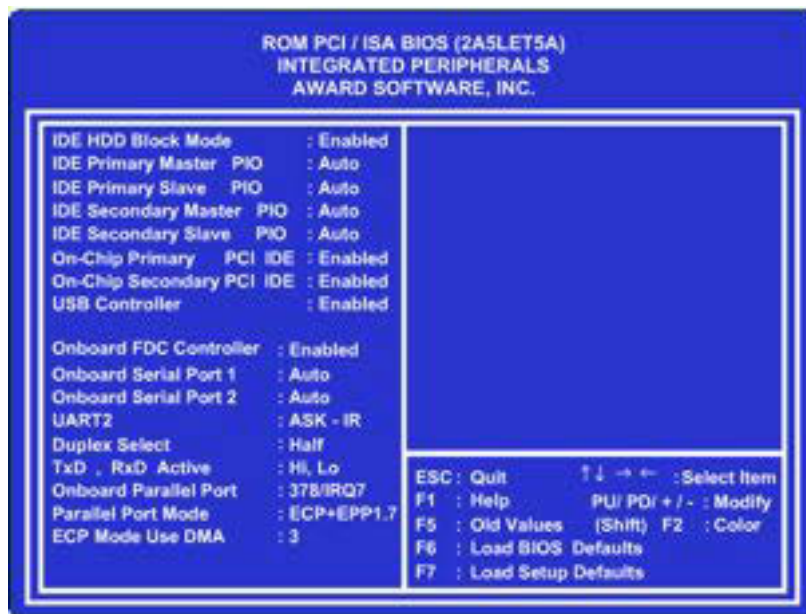 ROM PCI / ISA BIOS (2A5LET5A)
INTEGRATED PERIPHERALS
AWARD SOFTWARE, INC.
IDE HDD Block Mode : Enabled
IDE Primary Master PIO : Auto
IDE Primary Slave PIO : Auto
IDE Secondary Master PIO : Auto
IDE Secondary Slave PIO : Auto
On-Chip Primary PCI IDE : Enabled
On-Chip Secondary PCI IDE : Enabled
USB Controller : Enabled
Onboard FDC Controller : Enabled
Onboard Serial Port 1 : Auto
Onboard Serial Port 2 : Auto
UART2 : ASK - IR
Duplex Select : Half
TxD , RxD Active : Hi, Lo
Onboard Parallel Port : 378/IRQ7
Parallel Port Mode : ECP+EPP1.7
ECP Mode Use DMA : 3
ESC : Quit ↑↓ → ← : Select Item
F1 : Help PU/ PD/ + / - : Modify
F5 : Old Values (Shift) F2 : Color
F6 : Load BIOS Defaults
F7 : Load Setup Defaults